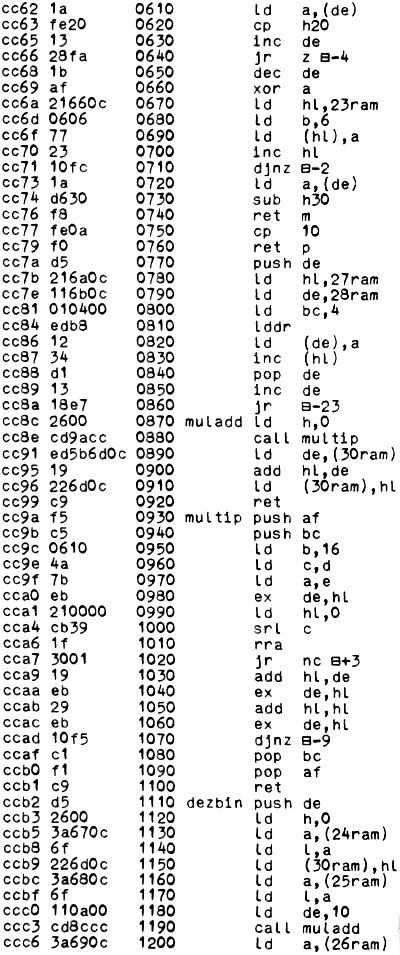 cc62 1a 0610 ld a,(de)
cc63 fe20 0620 cp h20
cc65 13 0630 inc de
cc66 28fa 0640 jr z ⊟-4
cc68 1b 0650 dec de
cc69 af 0660 xor a
cc6a 21660c 0670 ld hl,23ram
cc6d 0606 0680 ld b,6
cc6f 77 0690 ld (hl),a
cc70 23 0700 inc hl
cc71 10fc 0710 djnz ⊟-2
cc73 1a 0720 ld a,(de)
cc74 d630 0730 sub h30
cc76 f8 0740 ret m
cc77 fe0a 0750 cp 10
cc79 f0 0760 ret p
cc7a d5 0770 push de
cc7b 216a0c 0780 ld hl,27ram
cc7e 116b0c 0790 ld de,28ram
cc81 010400 0800 ld bc,4
cc84 edb8 0810 lddr
cc86 12 0820 ld (de),a
cc87 34 0830 inc (hl)
cc88 d1 0840 pop de
cc89 13 0850 inc de
cc8a 18e7 0860 jr ⊟-23
cc8c 2600 0870 muladd ld h,0
cc8e cd9acc 0880 call multip
cc91 ed5b6d0c 0890 ld de,(30ram)
cc95 19 0900 add hl,de
cc96 226d0c 0910 ld (30ram),hl
cc99 c9 0920 ret
cc9a f5 0930 multip push af
cc9b c5 0940 push bc
cc9c 0610 0950 ld b,16
cc9e 4a 0960 ld c,d
cc9f 7b 0970 ld a,e
cca0 eb 0980 ex de,hl
cca1 210000 0990 ld hl,0
cca4 cb39 1000 srl c
cca6 1f 1010 rra
cca7 3001 1020 jr nc ⊟+3
cca9 19 1030 add hl,de
ccaa eb 1040 ex de,hl
ccab 29 1050 add hl,hl
ccac eb 1060 ex de,hl
ccad 10f5 1070 djnz ⊟-9
ccaf c1 1080 pop bc
ccb0 f1 1090 pop af
ccb1 c9 1100 ret
ccb2 d5 1110 dezbin push de
ccb3 2600 1120 ld h,0
ccb5 3a670c 1130 ld a,(24ram)
ccb8 6f 1140 ld l,a
ccb9 226d0c 1150 ld (30ram),hl
ccbc 3a680c 1160 ld a,(25ram)
ccbf 6f 1170 ld l,a
ccc0 110a00 1180 ld de,10
ccc3 cd8ccc 1190 call muladd
ccc6 3a690c 1200 ld a,(26ram)